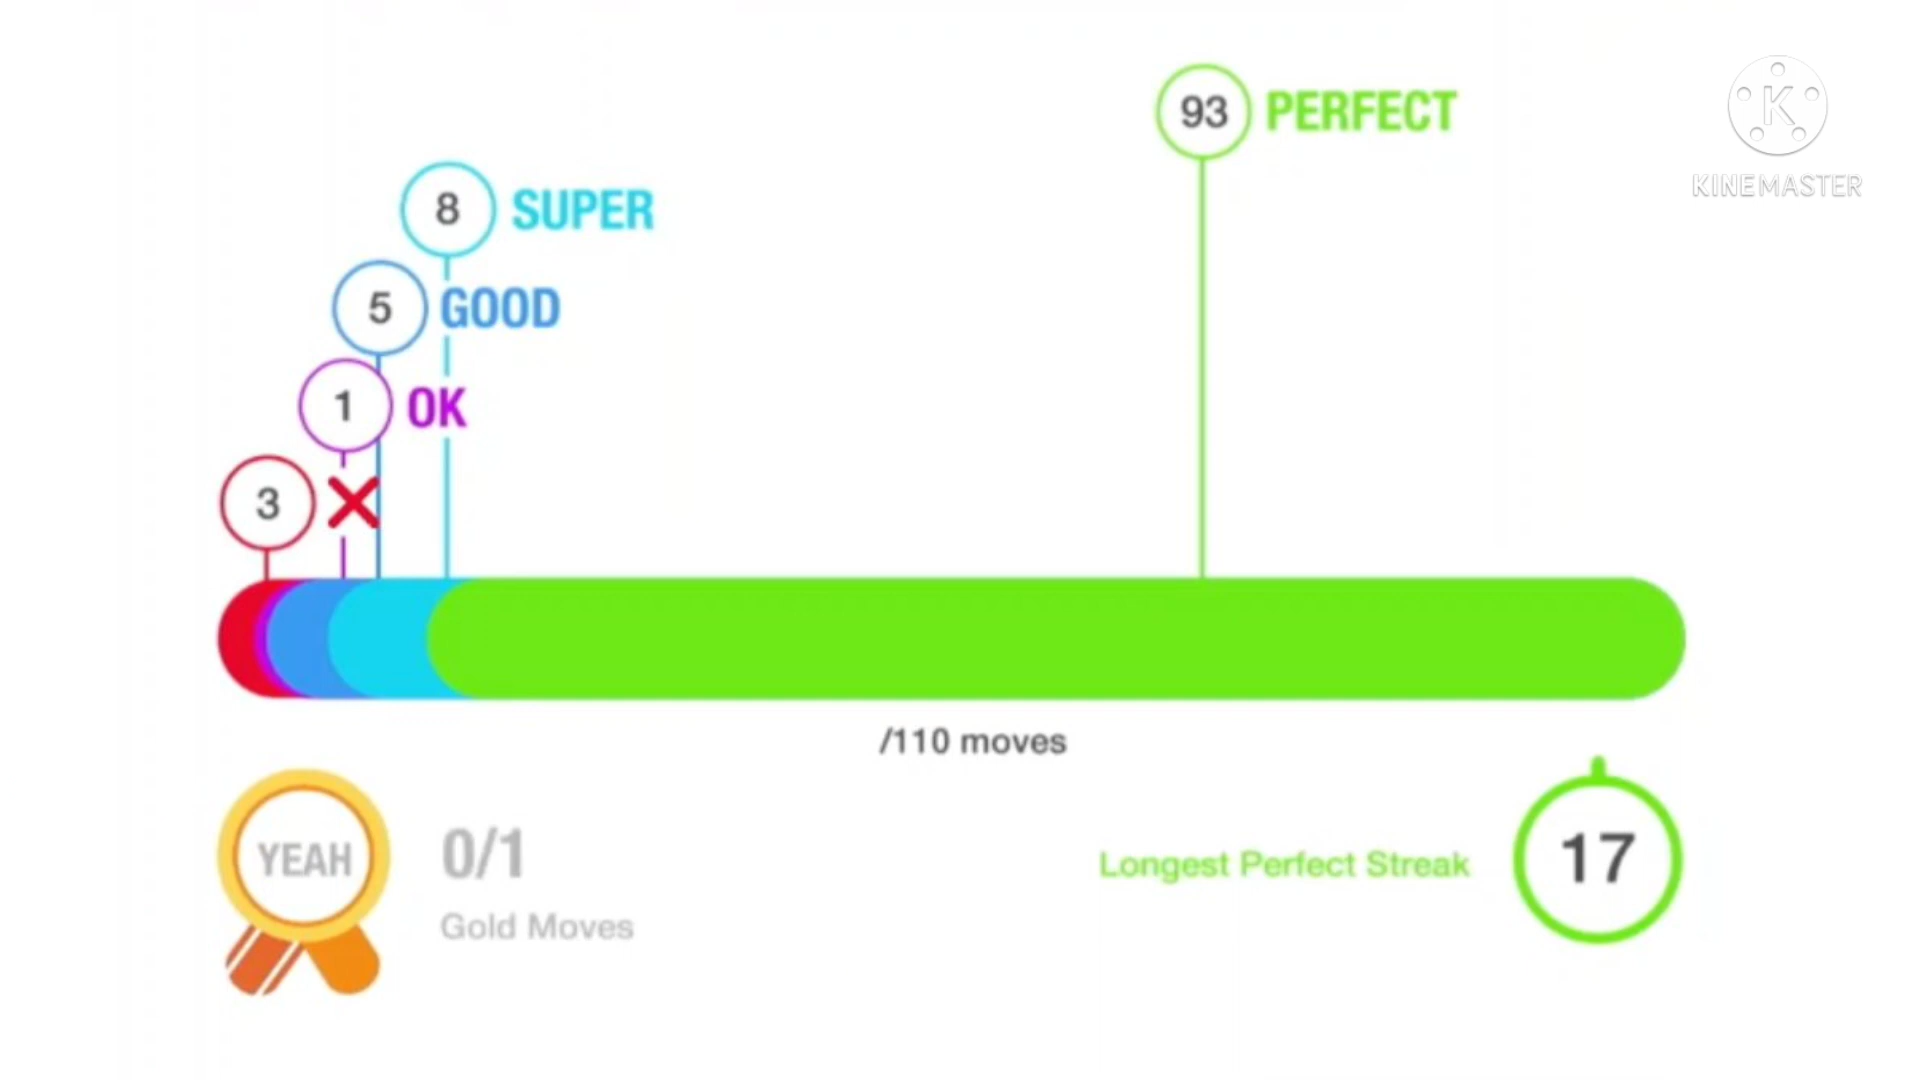 93 PERFECT
K
KINEMASTER
8 SUPER
5 GOOD
1 OK
3
/110 moves
YEAH
0/1
Gold Moves
Longest Perfect Streak
17